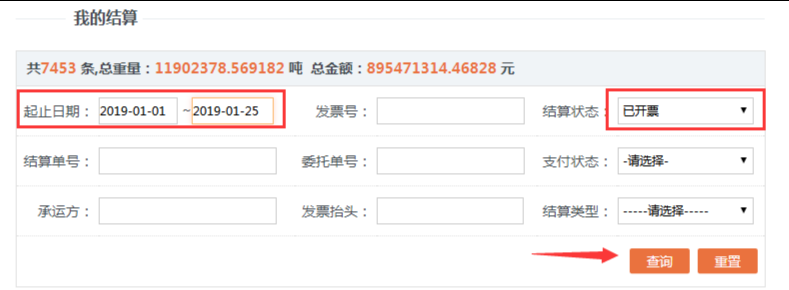 我的结算
共7453 条,总重量：11902378.569182 吨 总金额：895471314.46828 元
起止日期： 2019-01-01 ~ 2019-01-25 发票号： 结算状态： 已开票
结算单号： 委托单号： 支付状态： -请选择-
承运方： 发票抬头： 结算类型： -----请选择-----
查询 重置